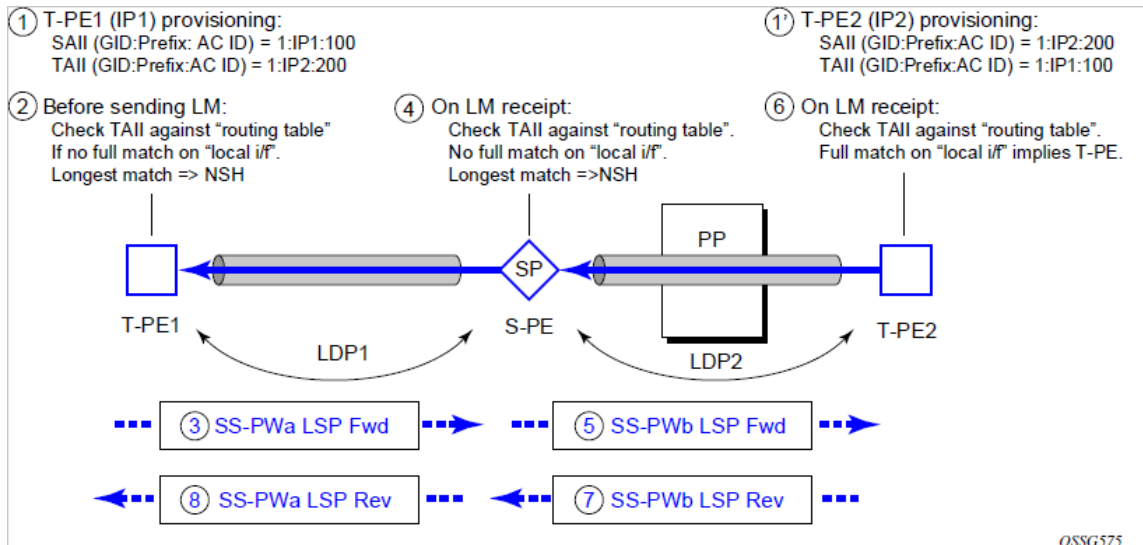 1 T-PE1 (IP1) provisioning:
SAII (GID:Prefix: AC ID) = 1:IP1:100
TAII (GID:Prefix:AC ID) = 1:IP2:200
1' T-PE2 (IP2) provisioning:
SAII (GID:Prefix:AC ID) = 1:IP2:200
TAII (GID:Prefix:AC ID) = 1:IP1:100
2 Before sending LM:
Check TAII against “routing table”
If no full match on “local i/f”.
Longest match => NSH
4 On LM receipt:
Check TAII against “routing table”.
No full match on “local i/f”.
Longest match =>NSH
6 On LM receipt:
Check TAII against “routing table”.
Full match on “local i/f” implies T-PE.
PP
SP
T-PE1
S-PE
T-PE2
LDP1
LDP2
3 SS-PWa LSP Fwd
5 SS-PWb LSP Fwd
8 SS-PWa LSP Rev
7 SS-PWb LSP Rev
OSSG575